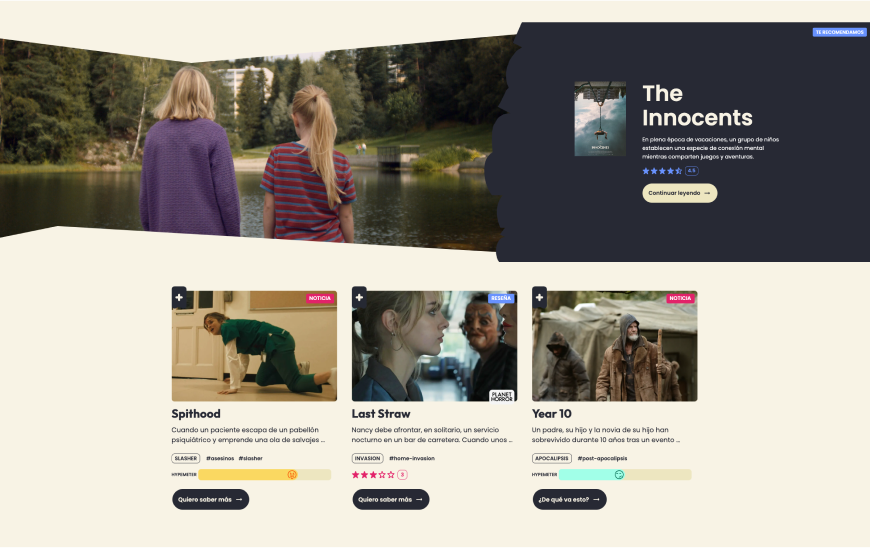 TE RECOMENDAMOS
The
Innocents
En plena época de vacaciones, un grupo de niños
establecen una especie de conexión mental
mientras comparten juegos y aventuras.
4.5
Continuar leyendo →
NOTICIA
RESEÑA
NOTICIA
PLANET
HORROR
Spithood
Cuando un paciente escapa de un pabellón
psiquiátrico y emprende una ola de salvajes ...
SLASHER #asesinos #slasher
HYPEMETER
Quiero saber más →
Last Straw
Nancy debe afrontar, en solitario, un servicio
nocturno en un bar de carretera. Cuando unos ...
INVASION #home-invasion
3
Quiero saber más →
Year 10
Un padre, su hijo y la novia de su hijo han
sobrevivido durante 10 años tras un evento ...
APOCALIPSIS #post-apocalipsis
HYPEMETER
¿De qué va esto? →